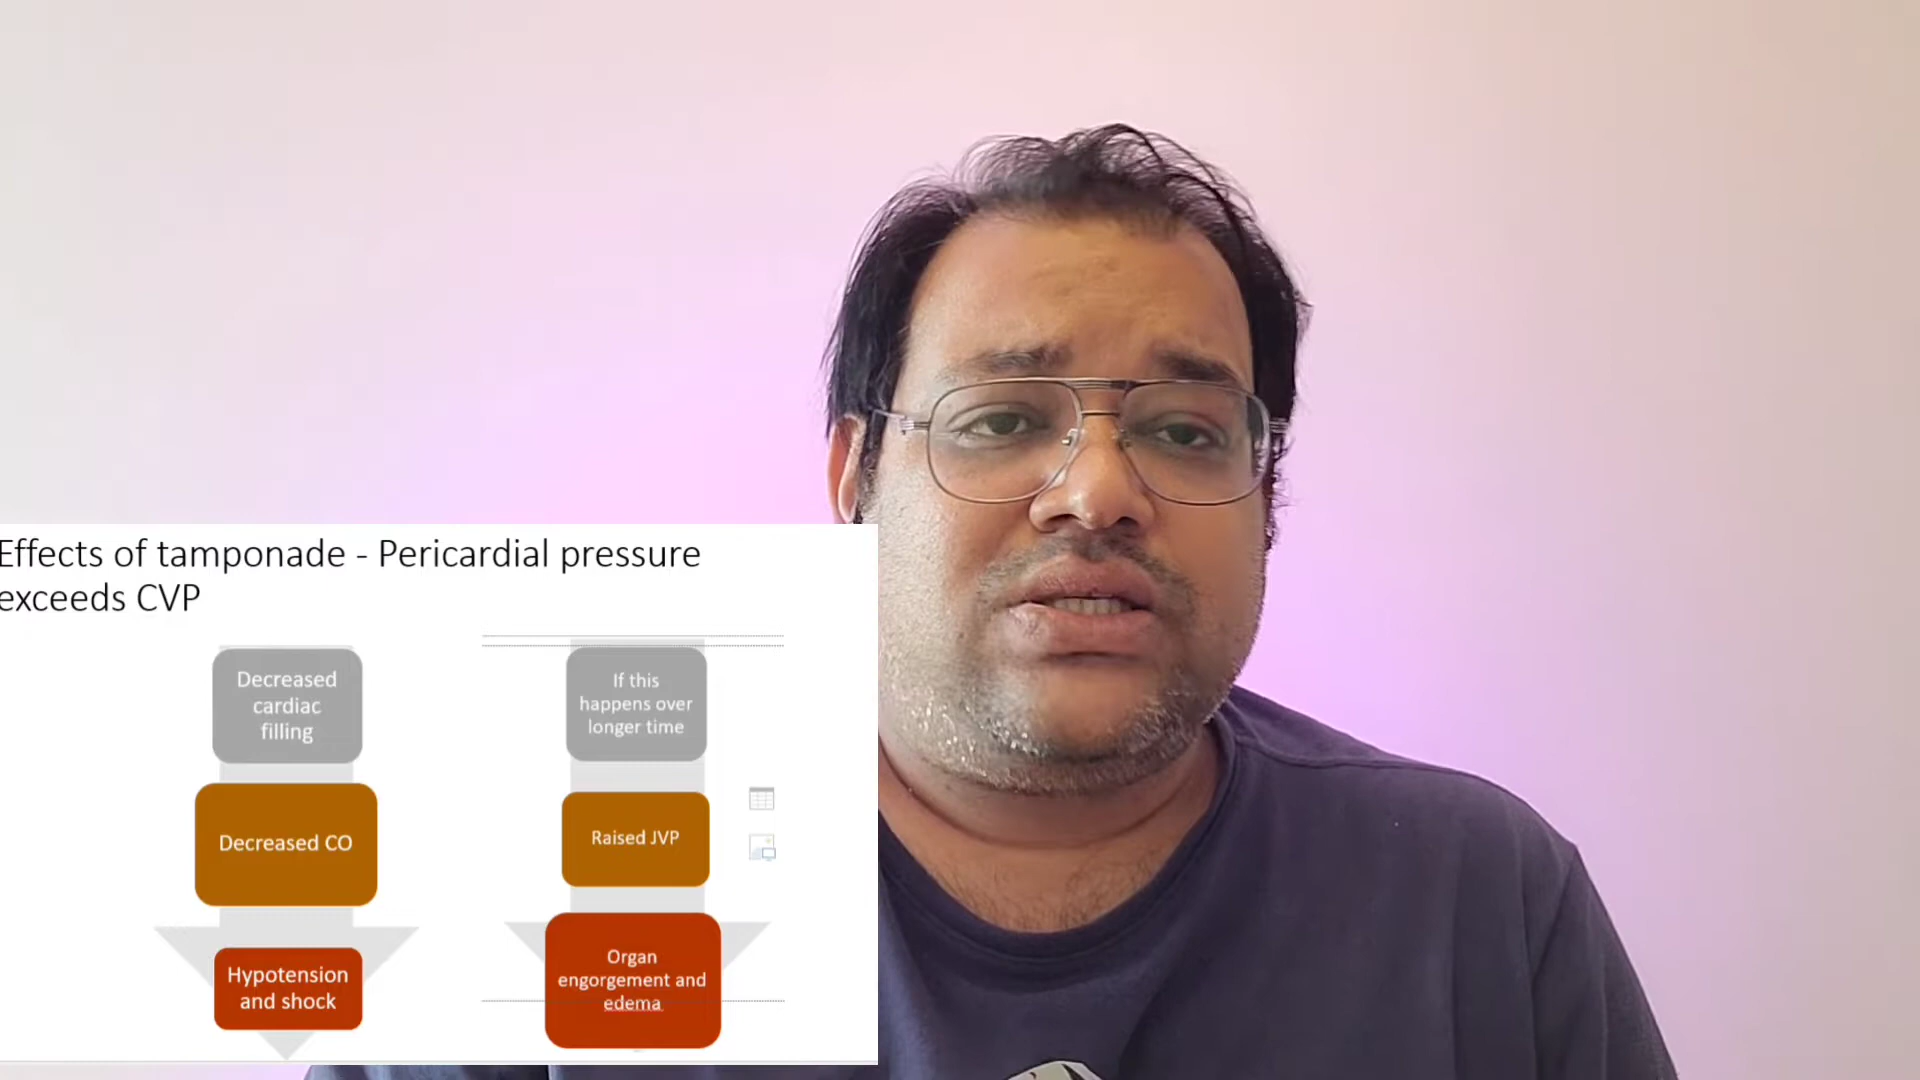 Effects of tamponade - Pericardial pressure
exceeds CVP
Decreased
cardiac
filling
Decreased CO
Hypotension
and shock
If this
happens over
longer time
Raised JVP
Organ
engorgement and
edema